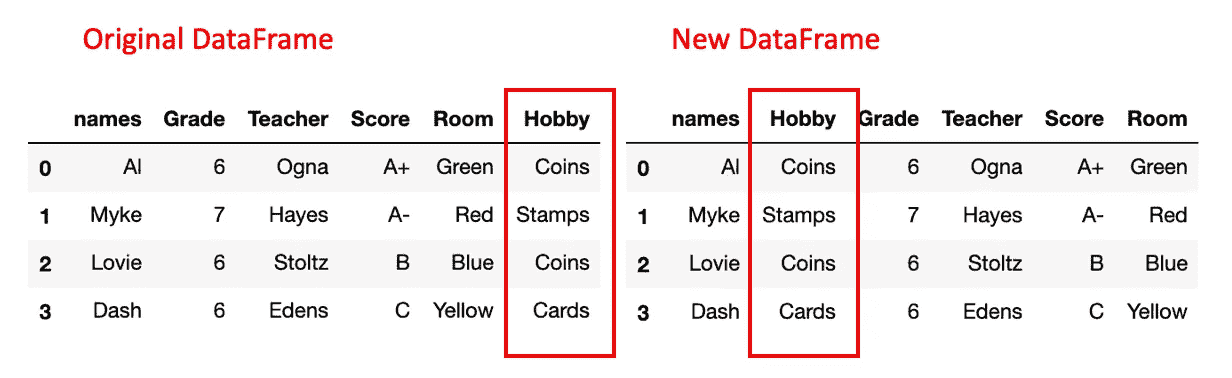 Original DataFrame
names Grade Teacher Score Room Hobby
0 Al 6 Ogna A+ Green Coins
1 Myke 7 Hayes A- Red Stamps
2 Lovie 6 Stoltz B Blue Coins
3 Dash 6 Edens C Yellow Cards
New DataFrame
names Hobby Grade Teacher Score Room
0 Al Coins 6 Ogna A+ Green
1 Myke Stamps 7 Hayes A- Red
2 Lovie Coins 6 Stoltz B Blue
3 Dash Cards 6 Edens C Yellow